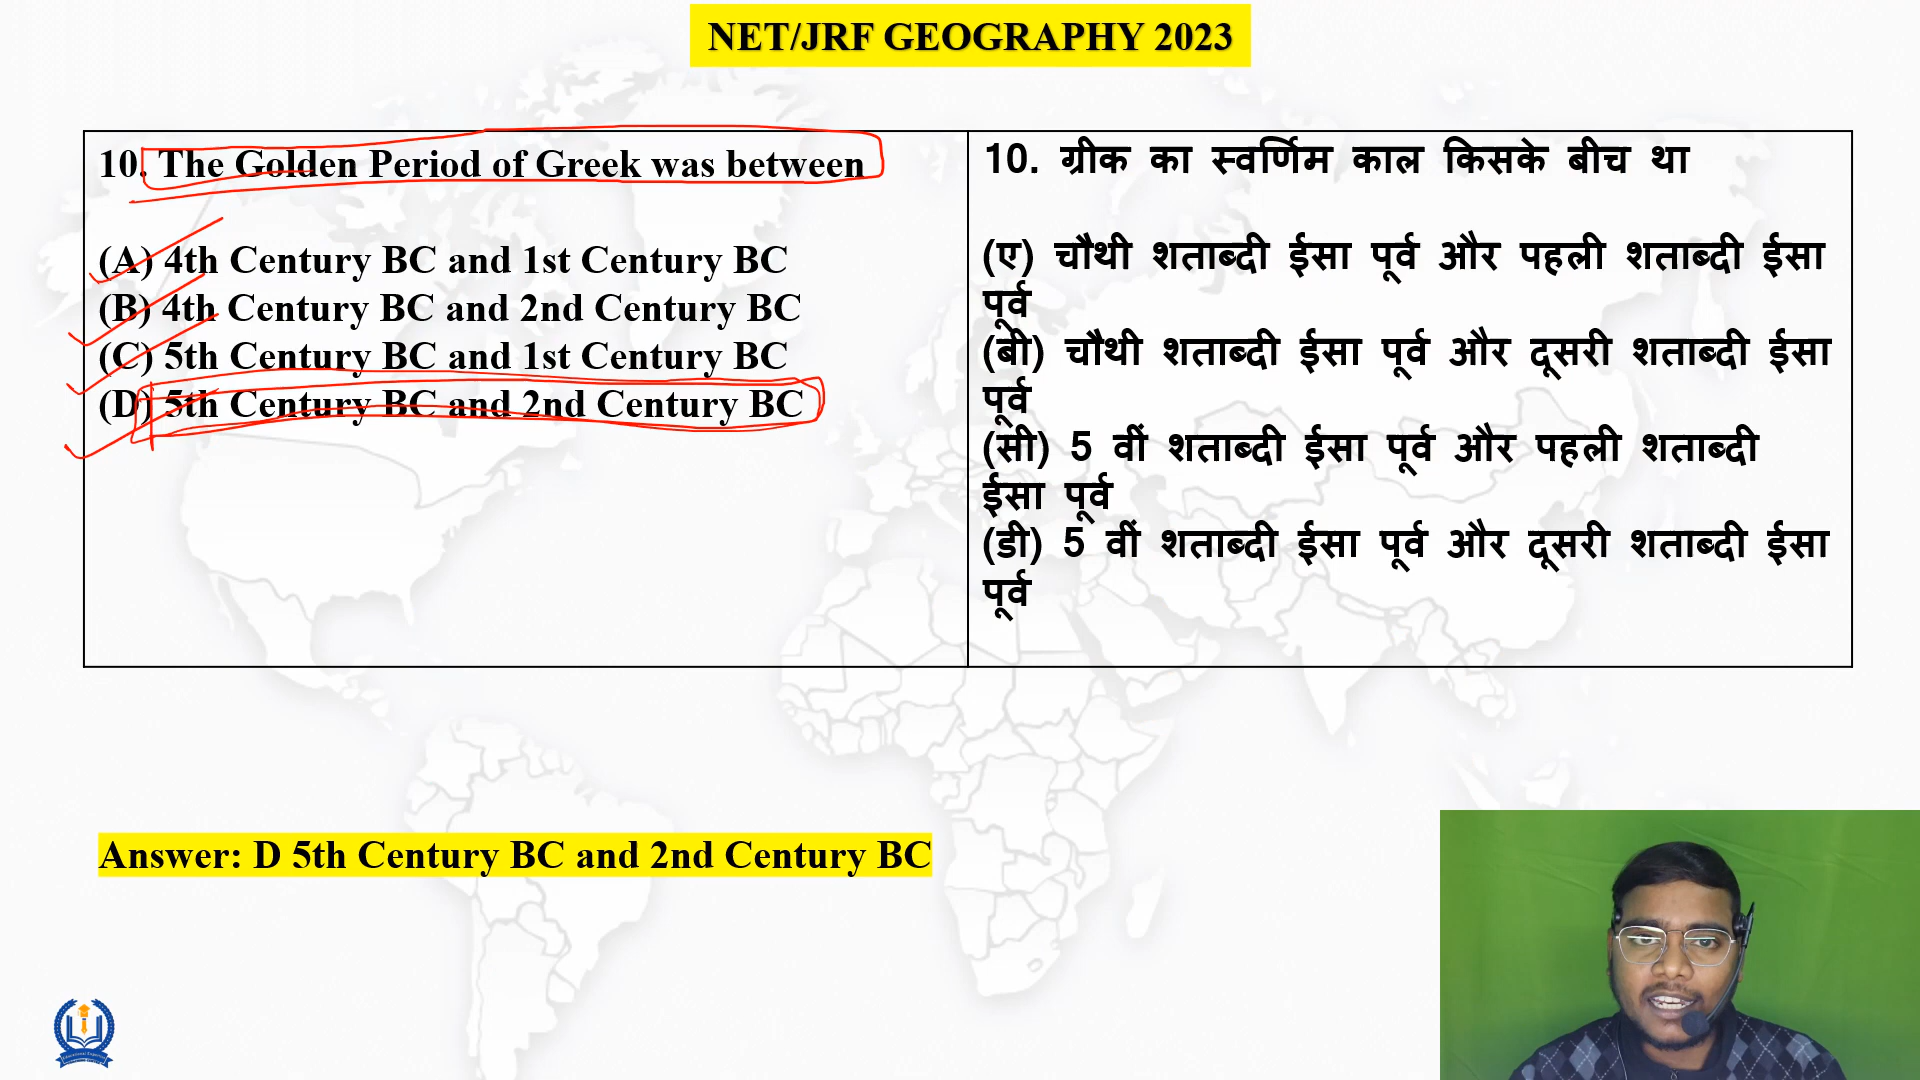 NET/JRF GEOGRAPHY 2023
10. The Golden Period of Greek was between
(A) 4th Century BC and 1st Century BC
(B) 4th Century BC and 2nd Century BC
(C) 5th Century BC and 1st Century BC
(D) 5th Century BC and 2nd Century BC
10. ग्रीक का स्वर्णिम काल किसके बीच था
(ए) चौथी शताब्दी ईसा पूर्व और पहली शताब्दी ईसा
पूर्व
(बी) चौथी शताब्दी ईसा पूर्व और दूसरी शताब्दी ईसा
पूर्व
(सी) 5 वीं शताब्दी ईसा पूर्व और पहली शताब्दी
ईसा पूर्व
(डी) 5 वीं शताब्दी ईसा पूर्व और दूसरी शताब्दी ईसा
पूर्व
Answer: D 5th Century BC and 2nd Century BC